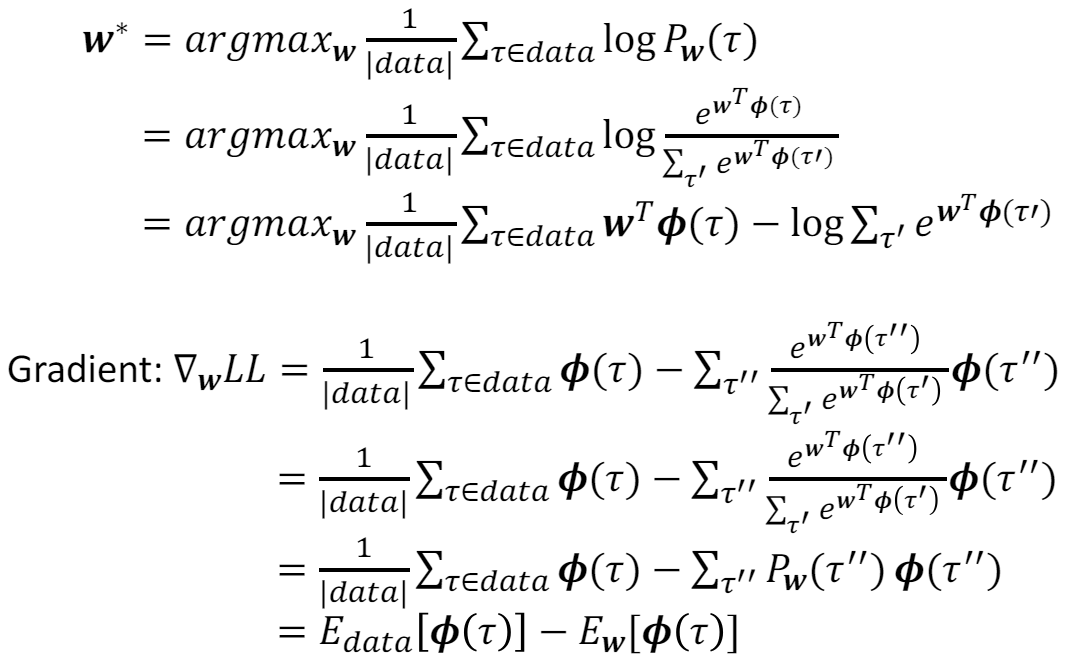 𝒘* = argmax_𝒘 1/|data| ∑_{τ∈data} log P_𝒘(τ)
= argmax_𝒘 1/|data| ∑_{τ∈data} log e^{𝒘^T 𝝓(τ)} / ∑_{τ′} e^{𝒘^T 𝝓(τ′)}
= argmax_𝒘 1/|data| ∑_{τ∈data} 𝒘^T 𝝓(τ) − log ∑_{τ′} e^{𝒘^T 𝝓(τ′)}
Gradient: ∇_𝒘 LL = 1/|data| ∑_{τ∈data} 𝝓(τ) − ∑_{τ′′} e^{𝒘^T 𝝓(τ′′)} / ∑_{τ′} e^{𝒘^T 𝝓(τ′)} 𝝓(τ′′)
= 1/|data| ∑_{τ∈data} 𝝓(τ) − ∑_{τ′′} e^{𝒘^T 𝝓(τ′′)} / ∑_{τ′} e^{𝒘^T 𝝓(τ′)} 𝝓(τ′′)
= 1/|data| ∑_{τ∈data} 𝝓(τ) − ∑_{τ′′} P_𝒘(τ′′) 𝝓(τ′′)
= E_{data}[𝝓(τ)] − E_𝒘[𝝓(τ)]